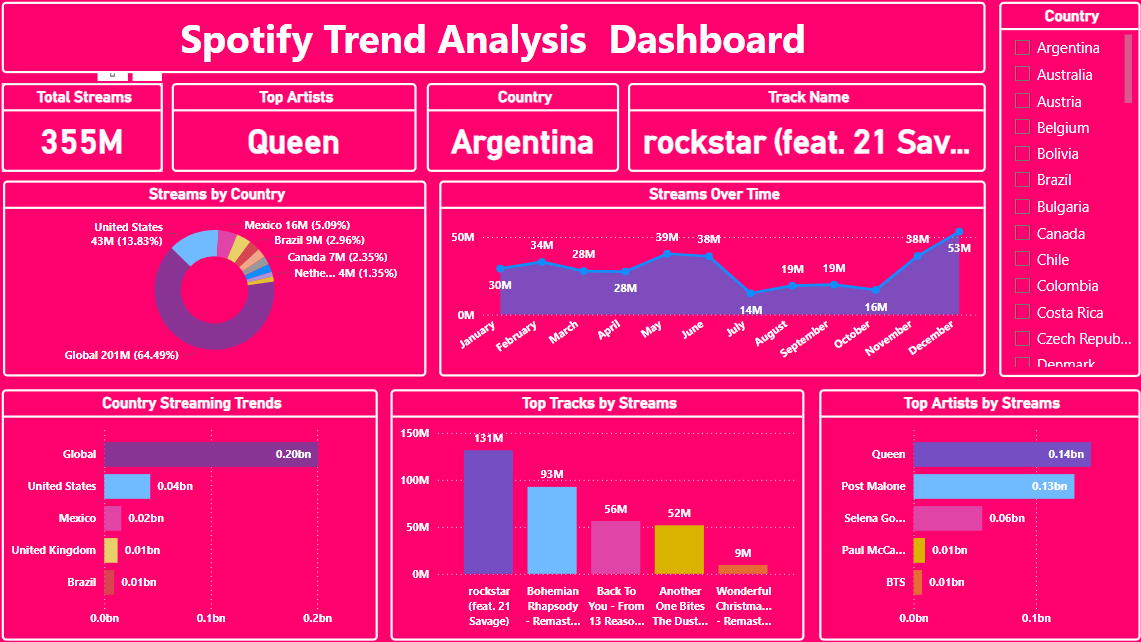 Spotify Trend Analysis Dashboard
Country
Argentina
Australia
Austria
Belgium
Bolivia
Brazil
Bulgaria
Canada
Chile
Colombia
Costa Rica
Czech Repub...
Denmark
Total Streams
355M
Top Artists
Queen
Country
Argentina
Track Name
rockstar (feat. 21 Sav...
Streams by Country
United States
43M (13.83%)
Mexico 16M (5.09%)
Brazil 9M (2.96%)
Canada 7M (2.35%)
Nethe... 4M (1.35%)
Global 201M (64.49%)
Streams Over Time
50M
0M
30M
34M
28M
28M
39M
38M
14M
19M
19M
16M
38M
53M
January
February
March
April
May
June
July
August
September
October
November
December
Country Streaming Trends
Global 0.20bn
United States 0.04bn
Mexico 0.02bn
United Kingdom 0.01bn
Brazil 0.01bn
0.0bn 0.1bn 0.2bn
Top Tracks by Streams
150M
100M
50M
0M
131M
93M
56M
52M
9M
rockstar
(feat. 21
Savage)
Bohemian
Rhapsody
- Remast...
Back To
You - From
13 Reaso...
Another
One Bites
The Dust...
Wonderful
Christma...
- Remast...
Top Artists by Streams
Queen 0.14bn
Post Malone 0.13bn
Selena Go... 0.06bn
Paul McCa... 0.01bn
BTS 0.01bn
0.0bn 0.1bn